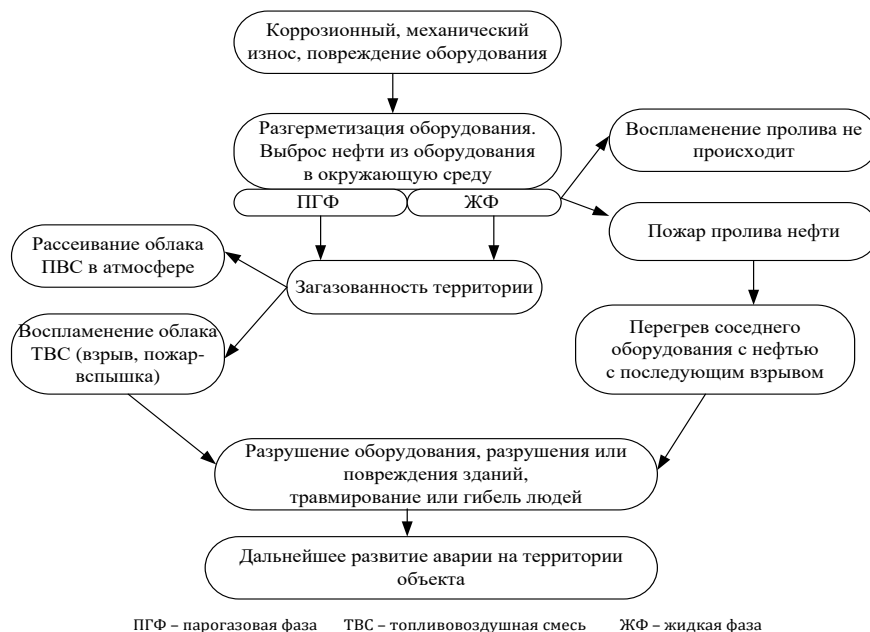 Коррозионный, механический
износ, повреждение оборудования
Разгерметизация оборудования.
Выброс нефти из оборудования
в окружающую среду
ПГФ
ЖФ
Воспламенение пролива не
происходит
Пожар пролива нефти
Рассеивание облака
ПВС в атмосфере
Загазованность территории
Воспламенение облака
ТВС (взрыв, пожар-
вспышка)
Перегрев соседнего
оборудования с нефтью
с последующим взрывом
Разрушение оборудования, разрушения или
повреждения зданий,
травмирование или гибель людей
Дальнейшее развитие аварии на территории
объекта
ПГФ – парогазовая фаза ТВС – топливовоздушная смесь ЖФ – жидкая фаза